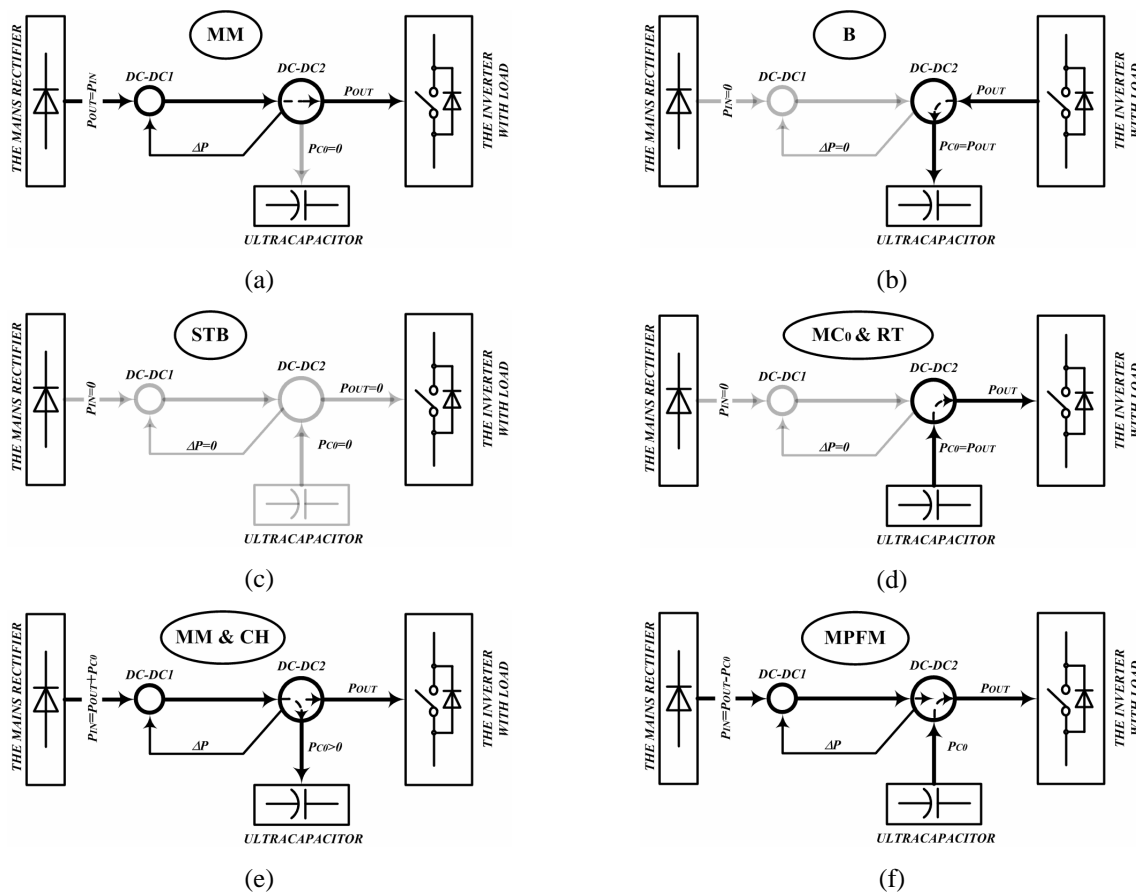 MM
THE MAINS RECTIFIER
POUT=PIN
DC-DC1
DC-DC2
POUT
ΔP
PC0=0
ULTRACAPACITOR
THE INVERTER
WITH LOAD
(a)
B
THE MAINS RECTIFIER
PIN=0
DC-DC1
DC-DC2
POUT
ΔP=0
PC0=POUT
ULTRACAPACITOR
THE INVERTER
WITH LOAD
(b)
STB
THE MAINS RECTIFIER
PIN=0
DC-DC1
DC-DC2
POUT=0
ΔP=0
PC0=0
ULTRACAPACITOR
THE INVERTER
WITH LOAD
(c)
MC0 & RT
THE MAINS RECTIFIER
PIN=0
DC-DC1
DC-DC2
POUT
ΔP=0
PC0=POUT
ULTRACAPACITOR
THE INVERTER
WITH LOAD
(d)
MM & CH
THE MAINS RECTIFIER
PIN=POUT+PC0
DC-DC1
DC-DC2
POUT
ΔP
PC0>0
ULTRACAPACITOR
THE INVERTER
WITH LOAD
(e)
MPFM
THE MAINS RECTIFIER
PIN=POUT-PC0
DC-DC1
DC-DC2
POUT
ΔP
PC0
ULTRACAPACITOR
THE INVERTER
WITH LOAD
(f)